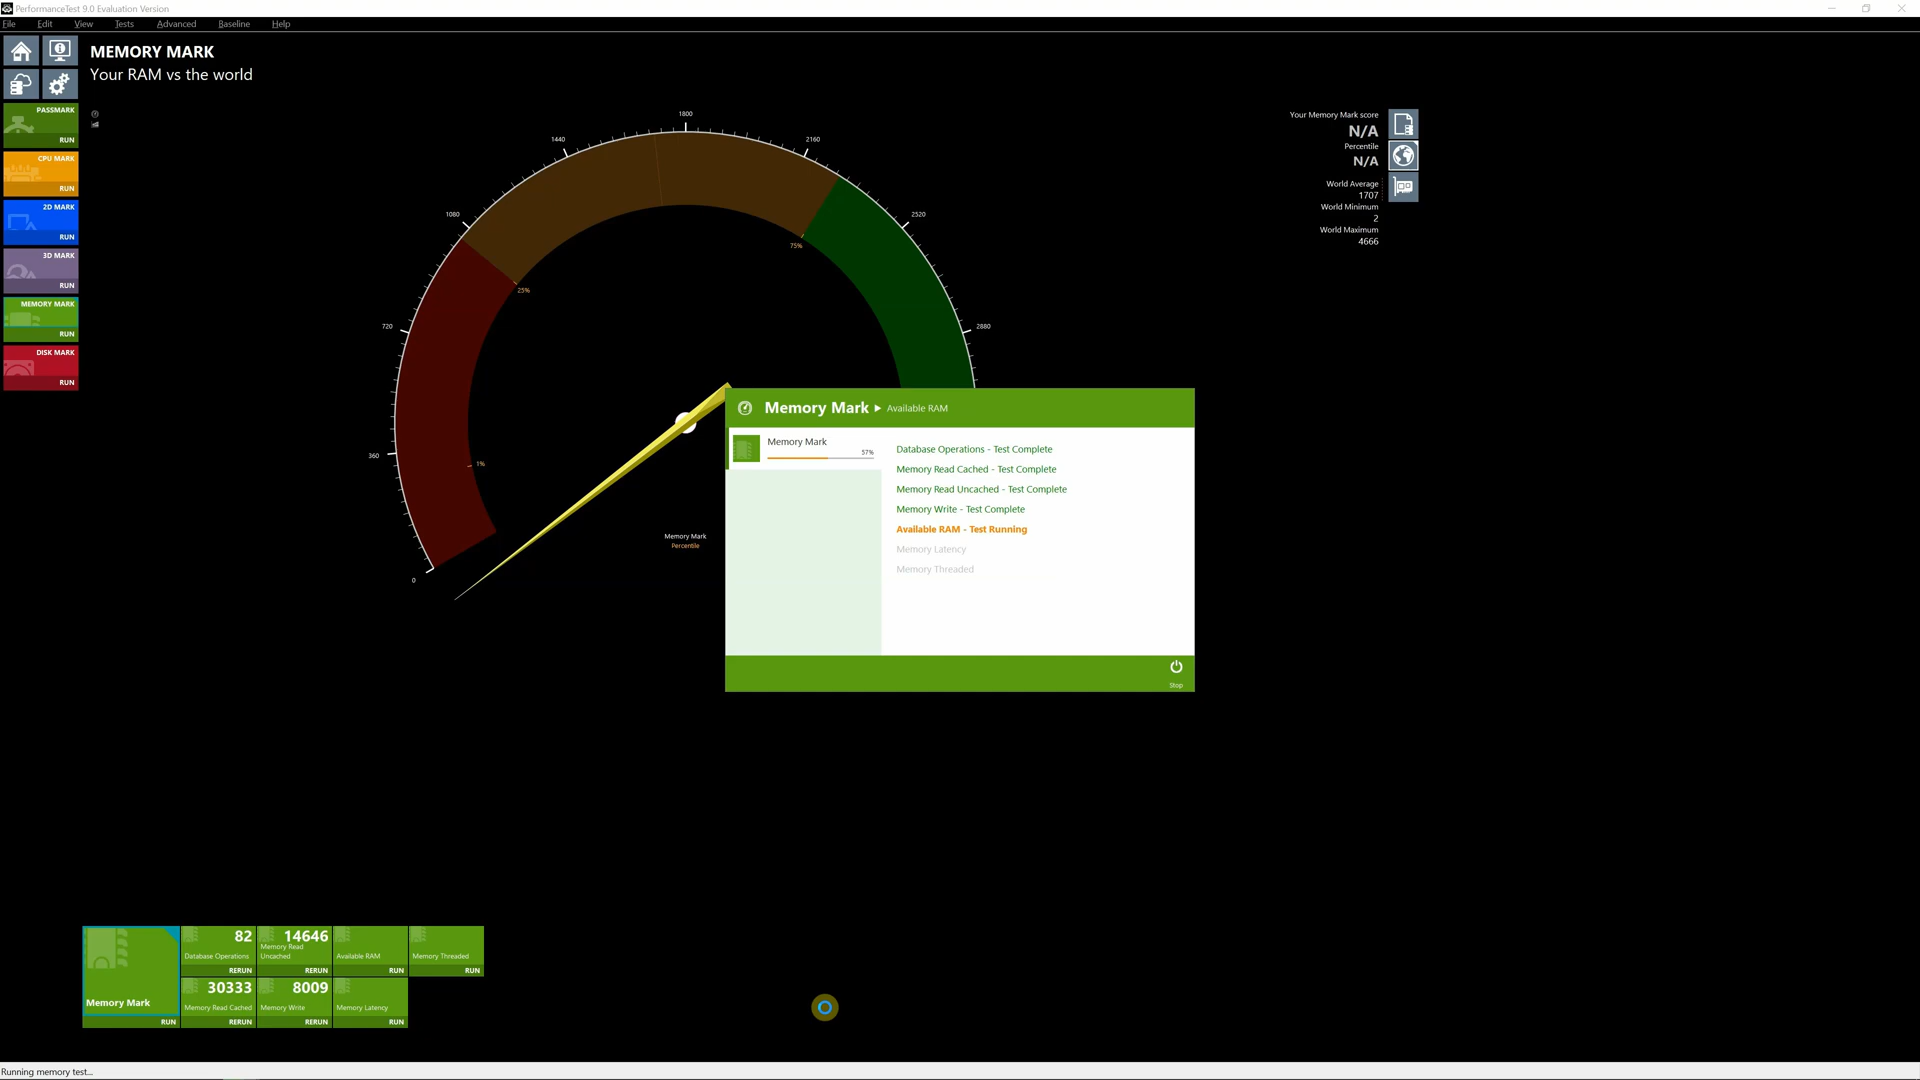 PerformanceTest 9.0 Evaluation Version
File Edit View Tests Advanced Baseline Help
MEMORY MARK
Your RAM vs the world
PASSMARK
RUN
CPU MARK
RUN
2D MARK
RUN
3D MARK
RUN
MEMORY MARK
RUN
DISK MARK
RUN
0
360
720
1080
1440
1800
2160
2520
2880
1%
25%
75%
Memory Mark
Percentile
Your Memory Mark score
N/A
Percentile
N/A
World Average
1707
World Minimum
2
World Maximum
4666
Memory Mark Available RAM
Memory Mark
57%
Database Operations - Test Complete
Memory Read Cached - Test Complete
Memory Read Uncached - Test Complete
Memory Write - Test Complete
Available RAM - Test Running
Memory Latency
Memory Threaded
Stop
Memory Mark
RUN
82
Database Operations
RERUN
14646
Memory Read
Uncached
RERUN
Available RAM
RUN
Memory Threaded
RUN
30333
Memory Read Cached
RERUN
8009
Memory Write
RERUN
Memory Latency
RUN
Running memory test...